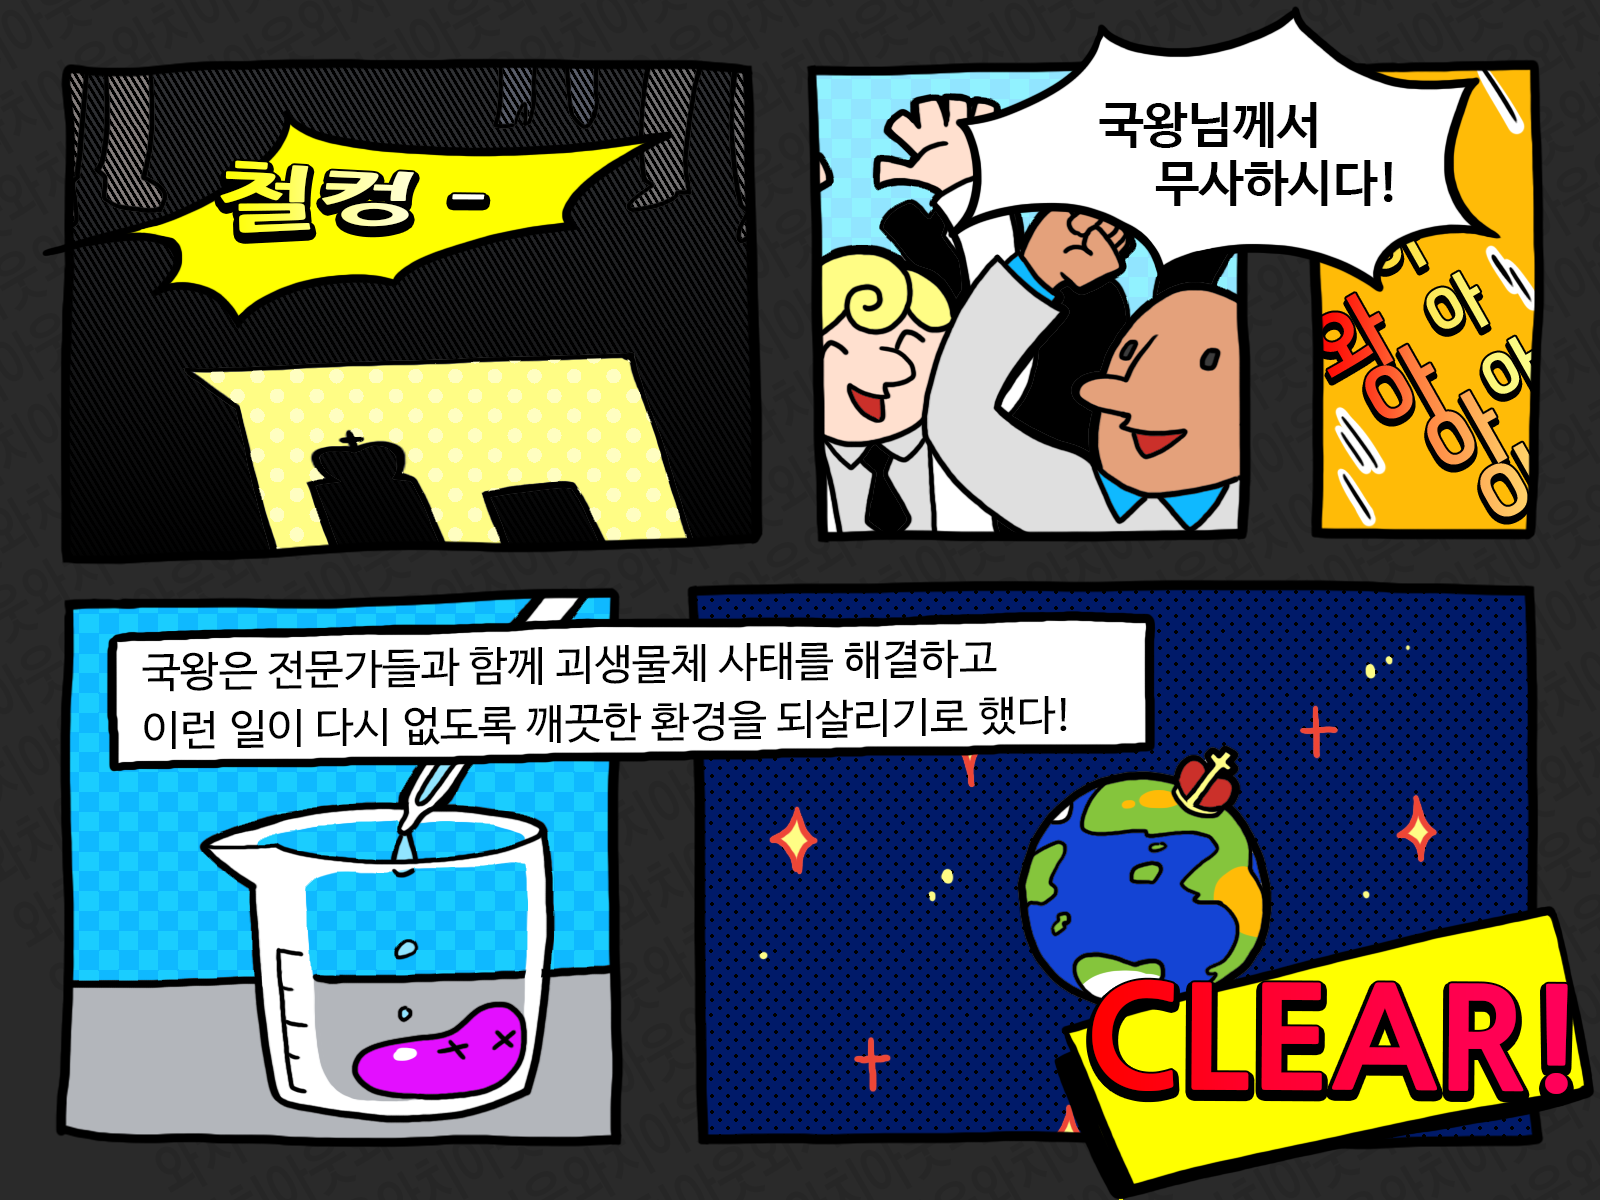 철컹 -
국왕님께서
무사하시다!
와아아아
아
아
국왕은 전문가들과 함께 괴생물체 사태를 해결하고
이런 일이 다시 없도록 깨끗한 환경을 되살리기로 했다!
CLEAR!